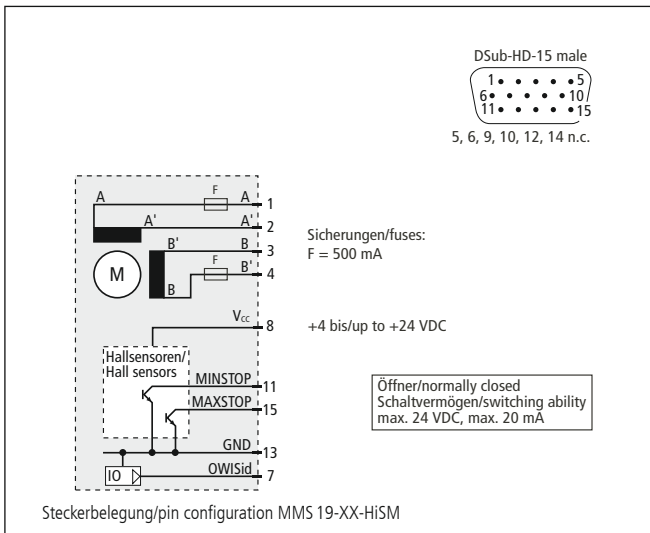 DSub-HD-15 male
1 5
6 10
11 15
5, 6, 9, 10, 12, 14 n.c.
A F A 1
A' A' 2
B' B 3
F B' 4
M
B
Sicherungen/fuses:
F = 500 mA
Vcc 8
+4 bis/up to +24 VDC
Hallsensoren/
Hall sensors
MINSTOP 11
MAXSTOP 15
Öffner/normally closed
Schaltvermögen/switching ability
max. 24 VDC, max. 20 mA
GND 13
IO OWISid 7
Steckerbelegung/pin configuration MMS 19-XX-HiSM